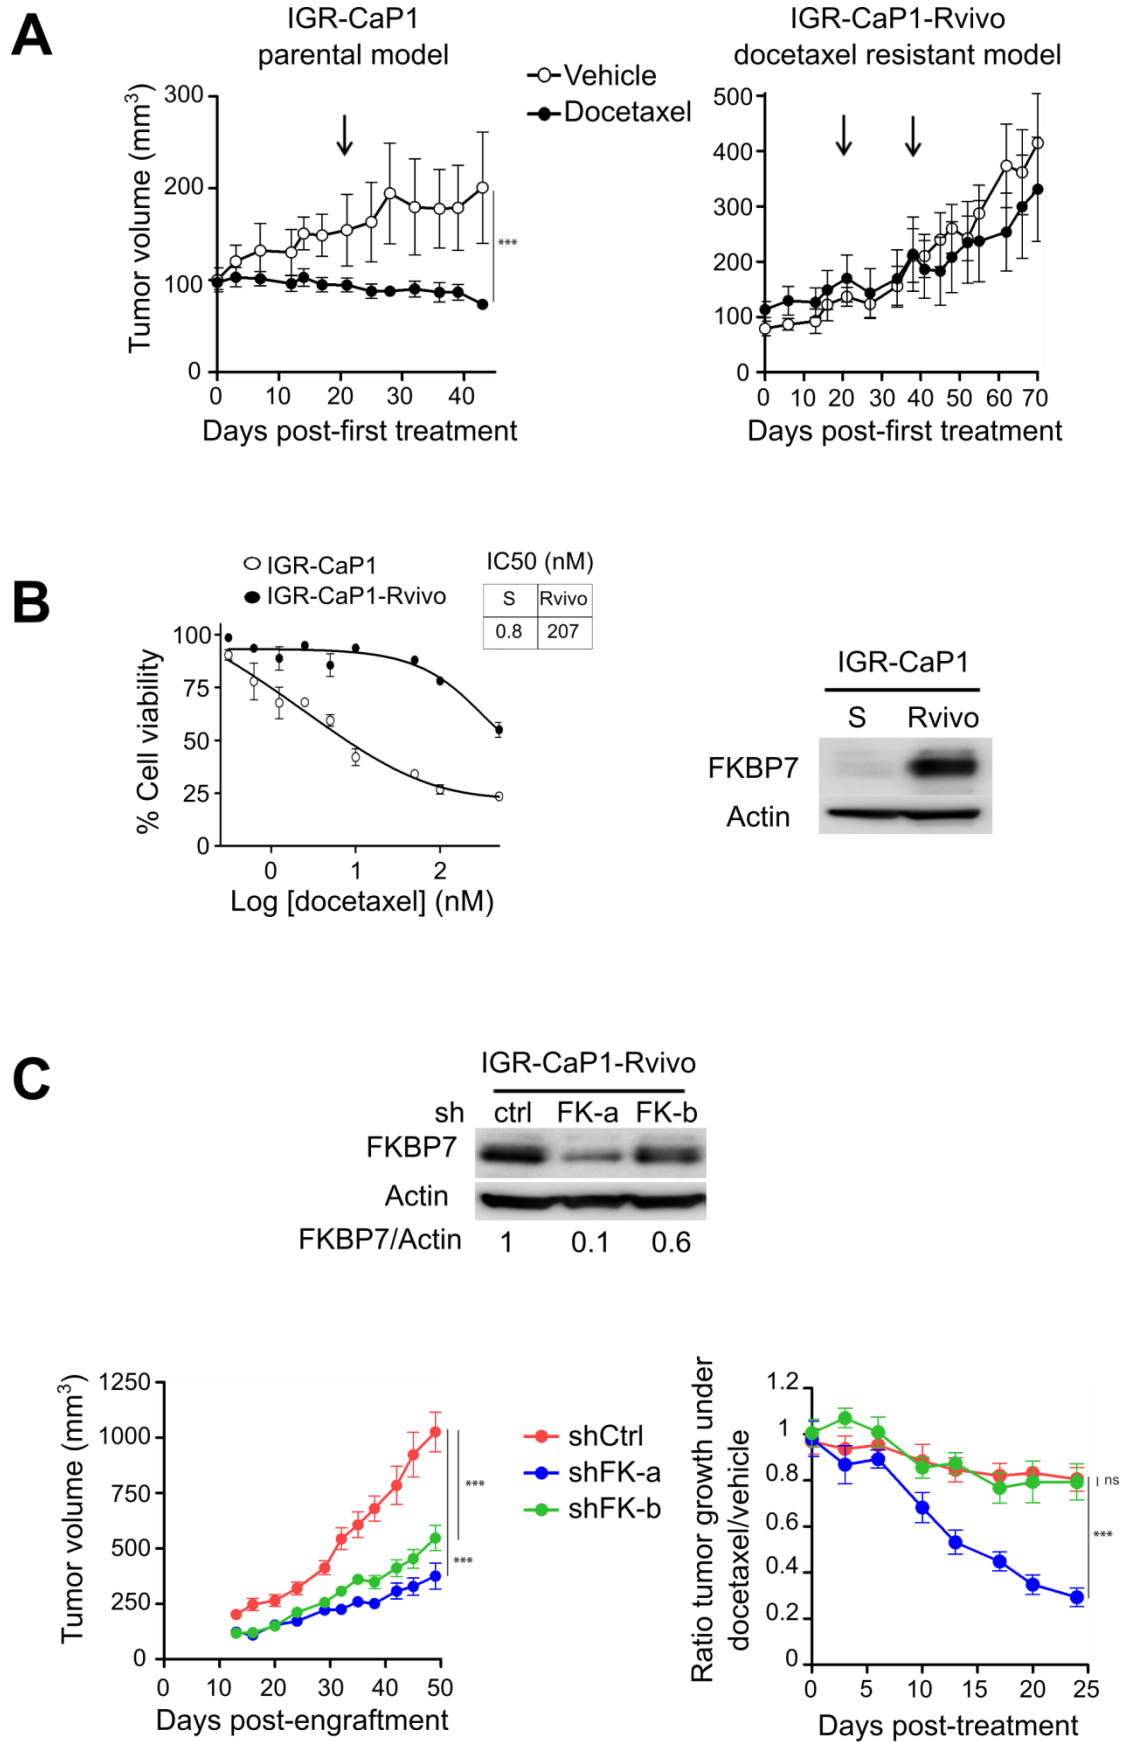 A
IGR-CaP1
parental model
IGR-CaP1-Rvivo
docetaxel resistant model
Vehicle
Docetaxel
Tumor volume (mm3)
300
200
100
0
***
0 10 20 30 40
Days post-first treatment
500
400
300
200
100
0
0 10 20 30 40 50 60 70
Days post-first treatment
B
IGR-CaP1
IGR-CaP1-Rvivo
IC50 (nM)
S Rvivo
0.8 207
% Cell viability
100
75
50
25
0
0 1 2
Log [docetaxel] (nM)
IGR-CaP1
S Rvivo
FKBP7
Actin
C
IGR-CaP1-Rvivo
sh ctrl FK-a FK-b
FKBP7
Actin
FKBP7/Actin 1 0.1 0.6
Tumor volume (mm3)
1250
1000
750
500
250
0
***
***
0 10 20 30 40 50
Days post-engraftment
shCtrl
shFK-a
shFK-b
Ratio tumor growth under
docetaxel/vehicle
1.2
1
0.8
0.6
0.4
0.2
0
ns
***
0 5 10 15 20 25
Days post-treatment